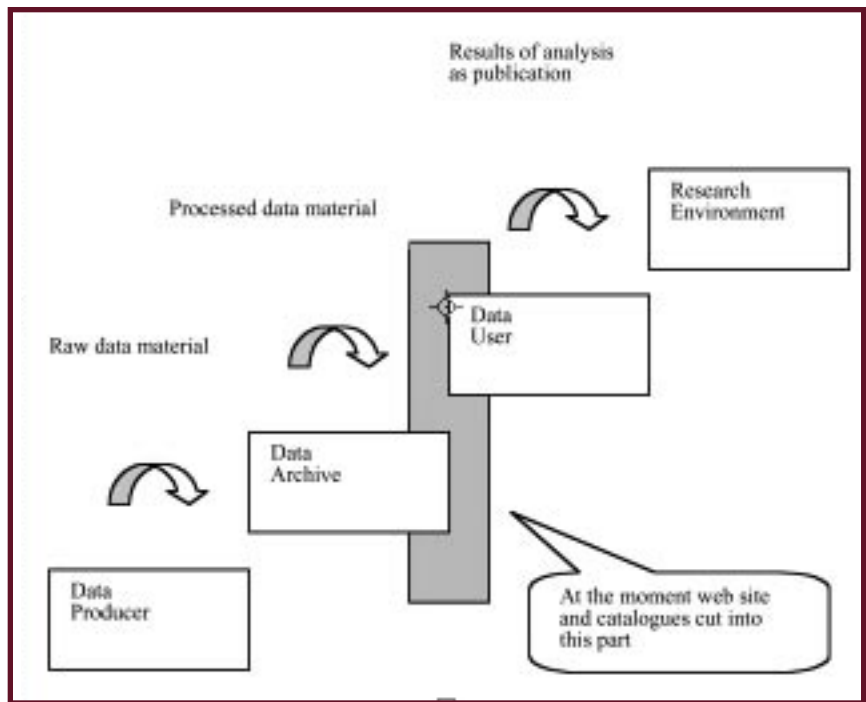 Results of analysis
as publication
Research
Environment
Processed data material
Data
User
Raw data material
Data
Archive
Data
Producer
At the moment web site
and catalogues cut into
this part